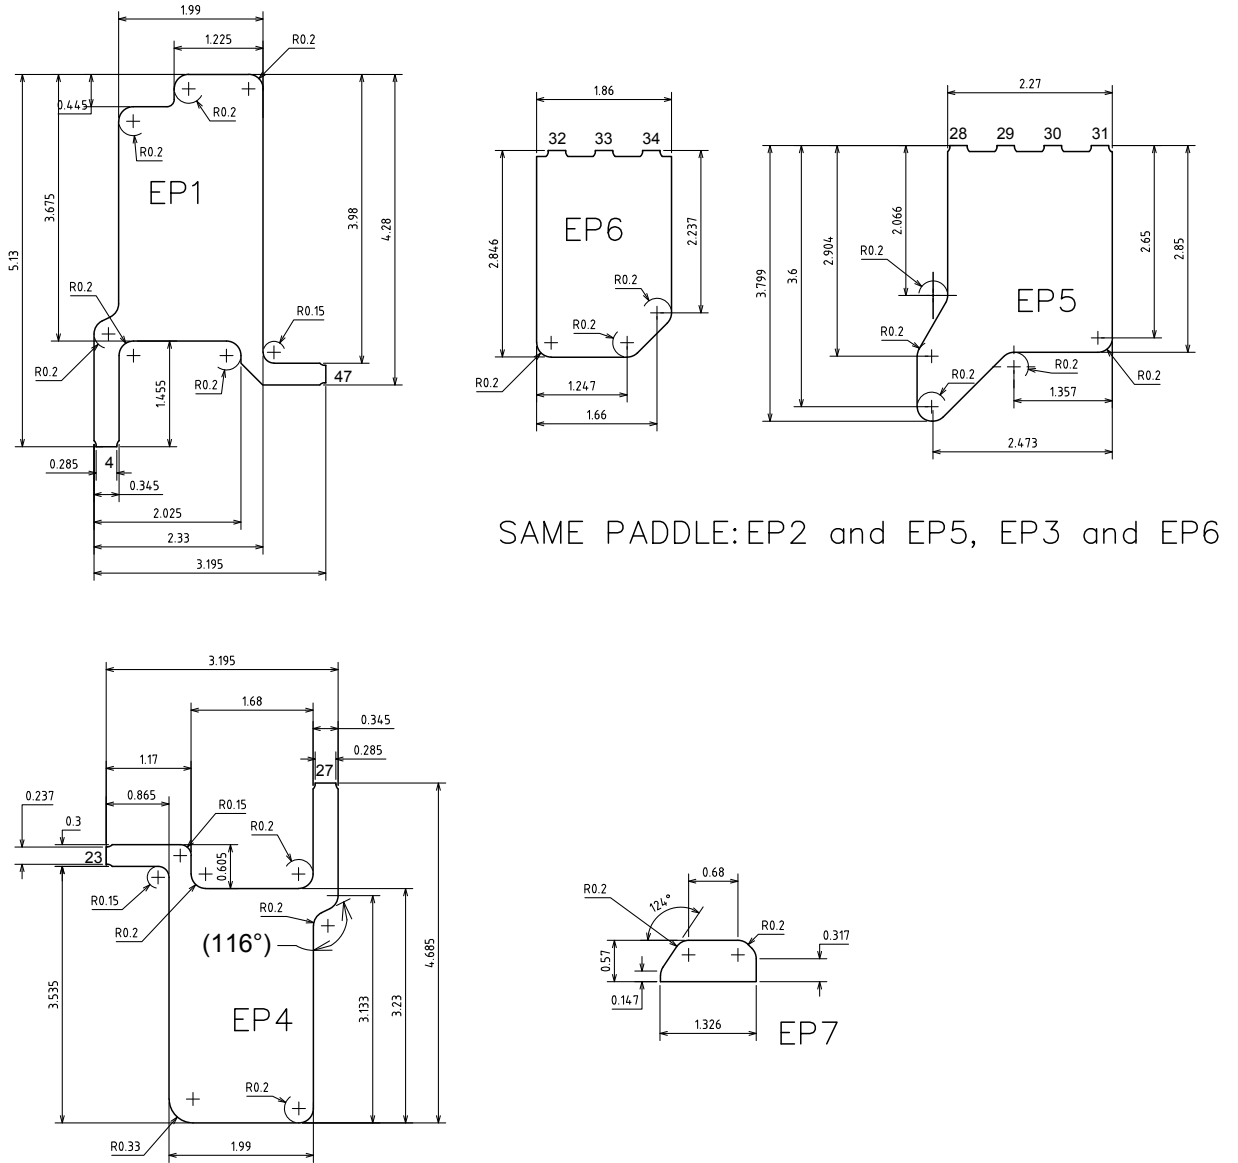 1.99
1.225
R0.2
0.445
R0.2
R0.2
EP1
3.675
5.13
3.98
4.28
R0.2
R0.15
R0.2
R0.2
1.455
47
4
0.285
0.345
2.025
2.33
3.195
1.86
32 33 34
EP6
2.846
2.237
R0.2
R0.2
R0.2
1.247
1.66
2.27
28 29 30 31
2.066
2.904
3.6
3.799
2.65
2.85
R0.2
EP5
R0.2
R0.2
R0.2
R0.2
1.357
2.473
SAME PADDLE: EP2 and EP5, EP3 and EP6
3.195
1.68
0.345
1.17
0.285
27
0.865
0.237
0.3
R0.15
R0.2
23
0.605
R0.15
R0.2
R0.2
(116°)
3.535
EP4
3.133
3.23
4.685
R0.2
R0.33
1.99
0.68
R0.2
124°
R0.2
0.317
0.57
0.147
1.326
EP7